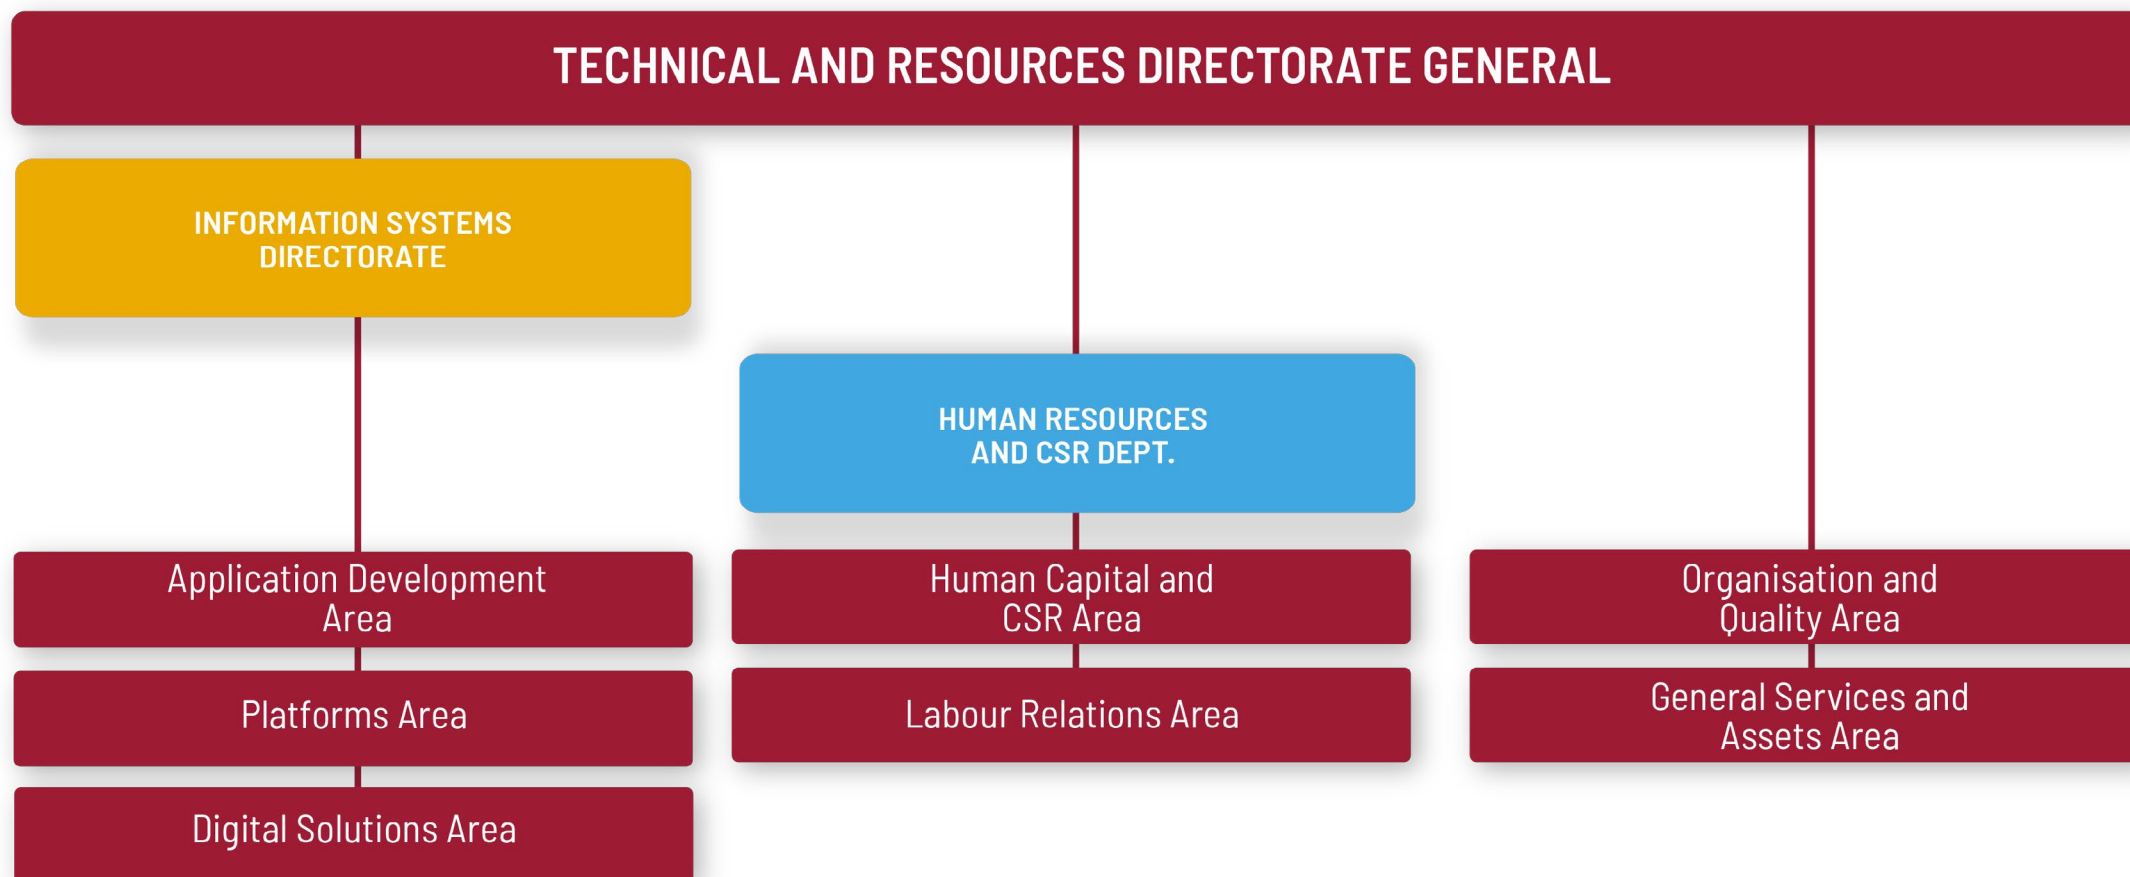 TECHNICAL AND RESOURCES DIRECTORATE GENERAL
INFORMATION SYSTEMS
DIRECTORATE
HUMAN RESOURCES
AND CSR DEPT.
Application Development
Area
Human Capital and
CSR Area
Organisation and
Quality Area
Platforms Area
Labour Relations Area
General Services and
Assets Area
Digital Solutions Area